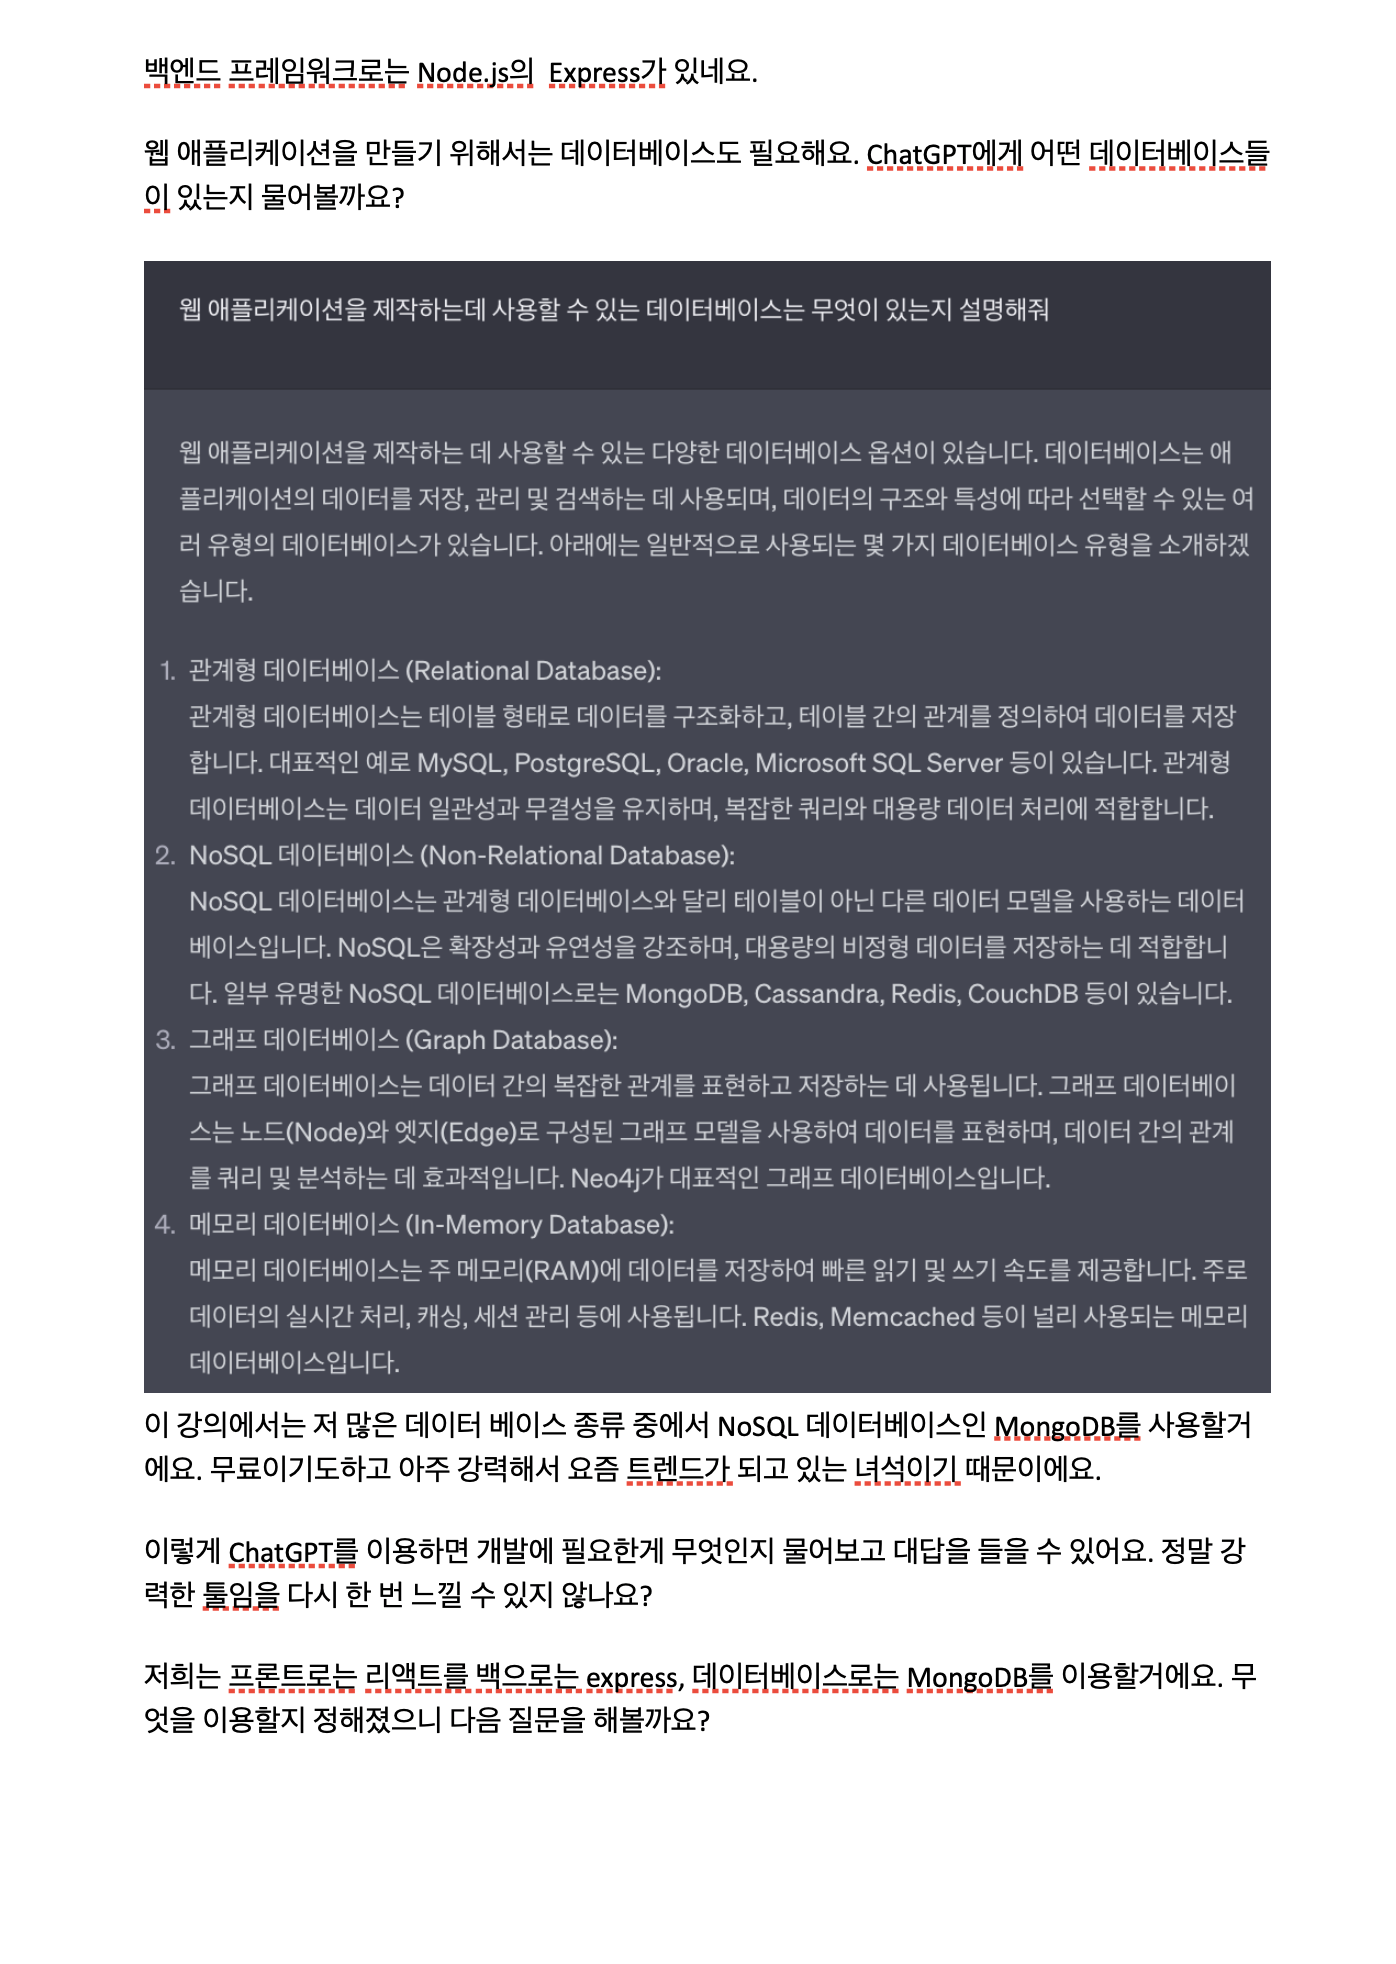 백엔드 프레임워크로는 Node.js의  Express가 있네요.
웹 애플리케이션을 만들기 위해서는 데이터베이스도 필요해요. ChatGPT에게 어떤 데이터베이스들
이 있는지 물어볼까요?
웹 애플리케이션을 제작하는데 사용할 수 있는 데이터베이스는 무엇이 있는지 설명해줘
웹 애플리케이션을 제작하는 데 사용할 수 있는 다양한 데이터베이스 옵션이 있습니다. 데이터베이스는 애
플리케이션의 데이터를 저장, 관리 및 검색하는 데 사용되며, 데이터의 구조와 특성에 따라 선택할 수 있는 여
러 유형의 데이터베이스가 있습니다. 아래에는 일반적으로 사용되는 몇 가지 데이터베이스 유형을 소개하겠
습니다.
1. 관계형 데이터베이스 (Relational Database):
관계형 데이터베이스는 테이블 형태로 데이터를 구조화하고, 테이블 간의 관계를 정의하여 데이터를 저장
합니다. 대표적인 예로 MySQL, PostgreSQL, Oracle, Microsoft SQL Server 등이 있습니다. 관계형
데이터베이스는 데이터 일관성과 무결성을 유지하며, 복잡한 쿼리와 대용량 데이터 처리에 적합합니다.
2. NoSQL 데이터베이스 (Non-Relational Database):
NoSQL 데이터베이스는 관계형 데이터베이스와 달리 테이블이 아닌 다른 데이터 모델을 사용하는 데이터
베이스입니다. NoSQL은 확장성과 유연성을 강조하며, 대용량의 비정형 데이터를 저장하는 데 적합합니
다. 일부 유명한 NoSQL 데이터베이스로는 MongoDB, Cassandra, Redis, CouchDB 등이 있습니다.
3. 그래프 데이터베이스 (Graph Database):
그래프 데이터베이스는 데이터 간의 복잡한 관계를 표현하고 저장하는 데 사용됩니다. 그래프 데이터베이
스는 노드(Node)와 엣지(Edge)로 구성된 그래프 모델을 사용하여 데이터를 표현하며, 데이터 간의 관계
를 쿼리 및 분석하는 데 효과적입니다. Neo4j가 대표적인 그래프 데이터베이스입니다.
4. 메모리 데이터베이스 (In-Memory Database):
메모리 데이터베이스는 주 메모리(RAM)에 데이터를 저장하여 빠른 읽기 및 쓰기 속도를 제공합니다. 주로
데이터의 실시간 처리, 캐싱, 세션 관리 등에 사용됩니다. Redis, Memcached 등이 널리 사용되는 메모리
데이터베이스입니다.
이 강의에서는 저 많은 데이터 베이스 종류 중에서 NoSQL 데이터베이스인 MongoDB를 사용할거
에요. 무료이기도하고 아주 강력해서 요즘 트렌드가 되고 있는 녀석이기 때문이에요.
이렇게 ChatGPT를 이용하면 개발에 필요한게 무엇인지 물어보고 대답을 들을 수 있어요. 정말 강
력한 툴임을 다시 한 번 느낄 수 있지 않나요?
저희는 프론트로는 리액트를 백으로는 express, 데이터베이스로는 MongoDB를 이용할거에요. 무
엇을 이용할지 정해졌으니 다음 질문을 해볼까요?